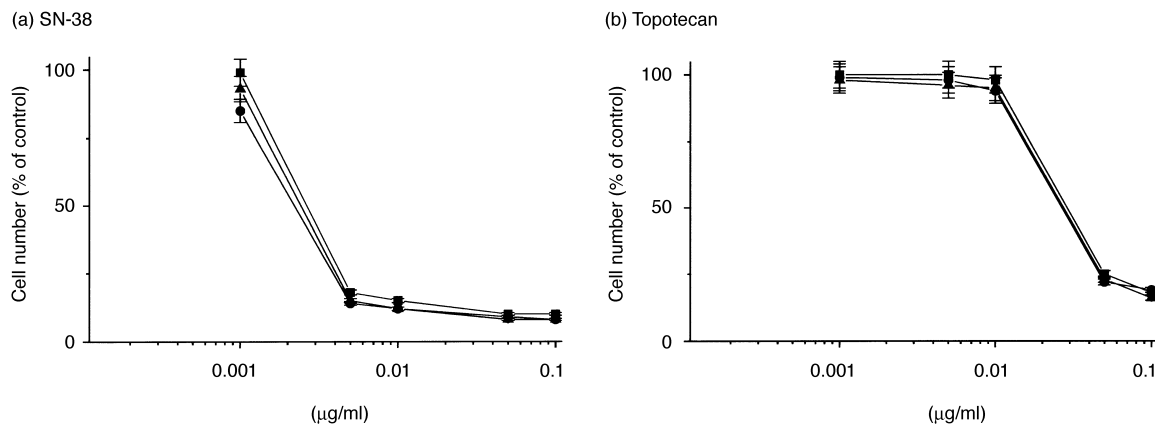 (a) SN-38
100
50
0
Cell number (% of control)
0.001 0.01 0.1
(μg/ml)
(b) Topotecan
100
50
0
Cell number (% of control)
0.001 0.01 0.1
(μg/ml)